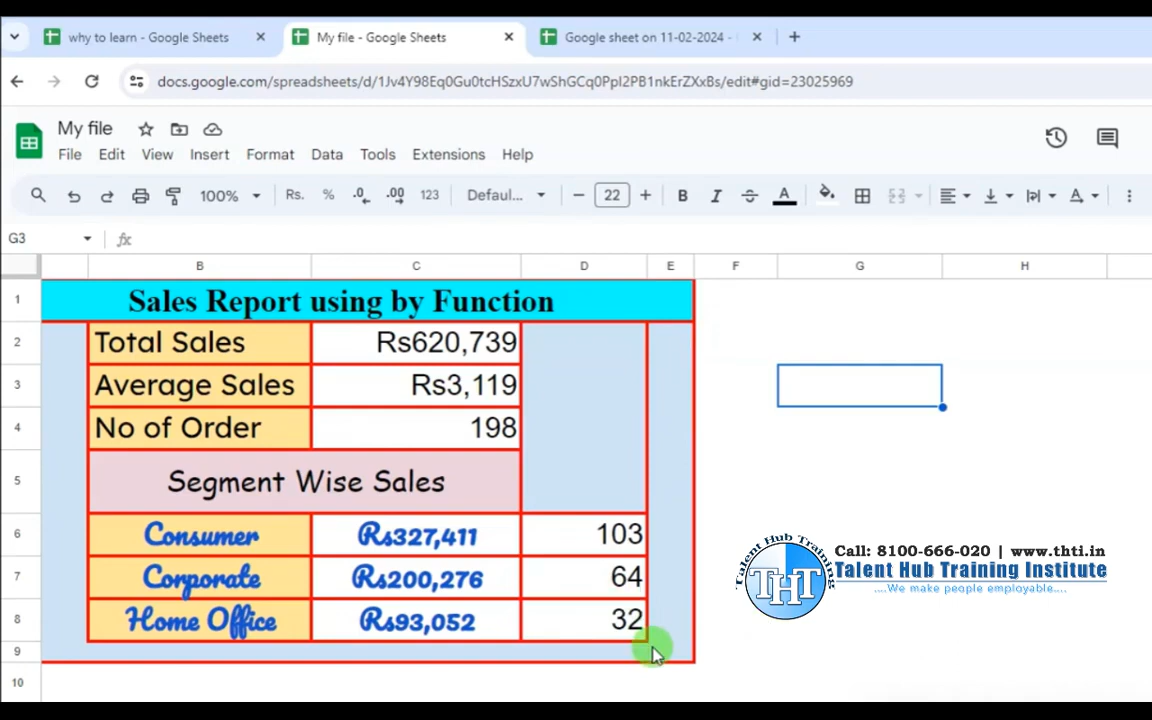 why to learn - Google Sheets
My file - Google Sheets
Google sheet on 11-02-2024 -
docs.google.com/spreadsheets/d/1Jv4Y98Eq0Gu0tcHSzxU7wShGCq0PpI2PB1nkErZXxBs/edit#gid=23025969
My file
File Edit View Insert Format Data Tools Extensions Help
100% Rs. % .0 .00 123 Defaul... 22 B I S A
G3 fx
B C D E F G H
1 Sales Report using by Function
2 Total Sales Rs620,739
3 Average Sales Rs3,119
4 No of Order 198
5 Segment Wise Sales
6 Consumer Rs327,411 103
7 Corporate Rs200,276 64
8 Home Office Rs93,052 32
9
10
Talent Hub Training
THT
Call: 8100-666-020 | www.thti.in
Talent Hub Training Institute
....We make people employable....